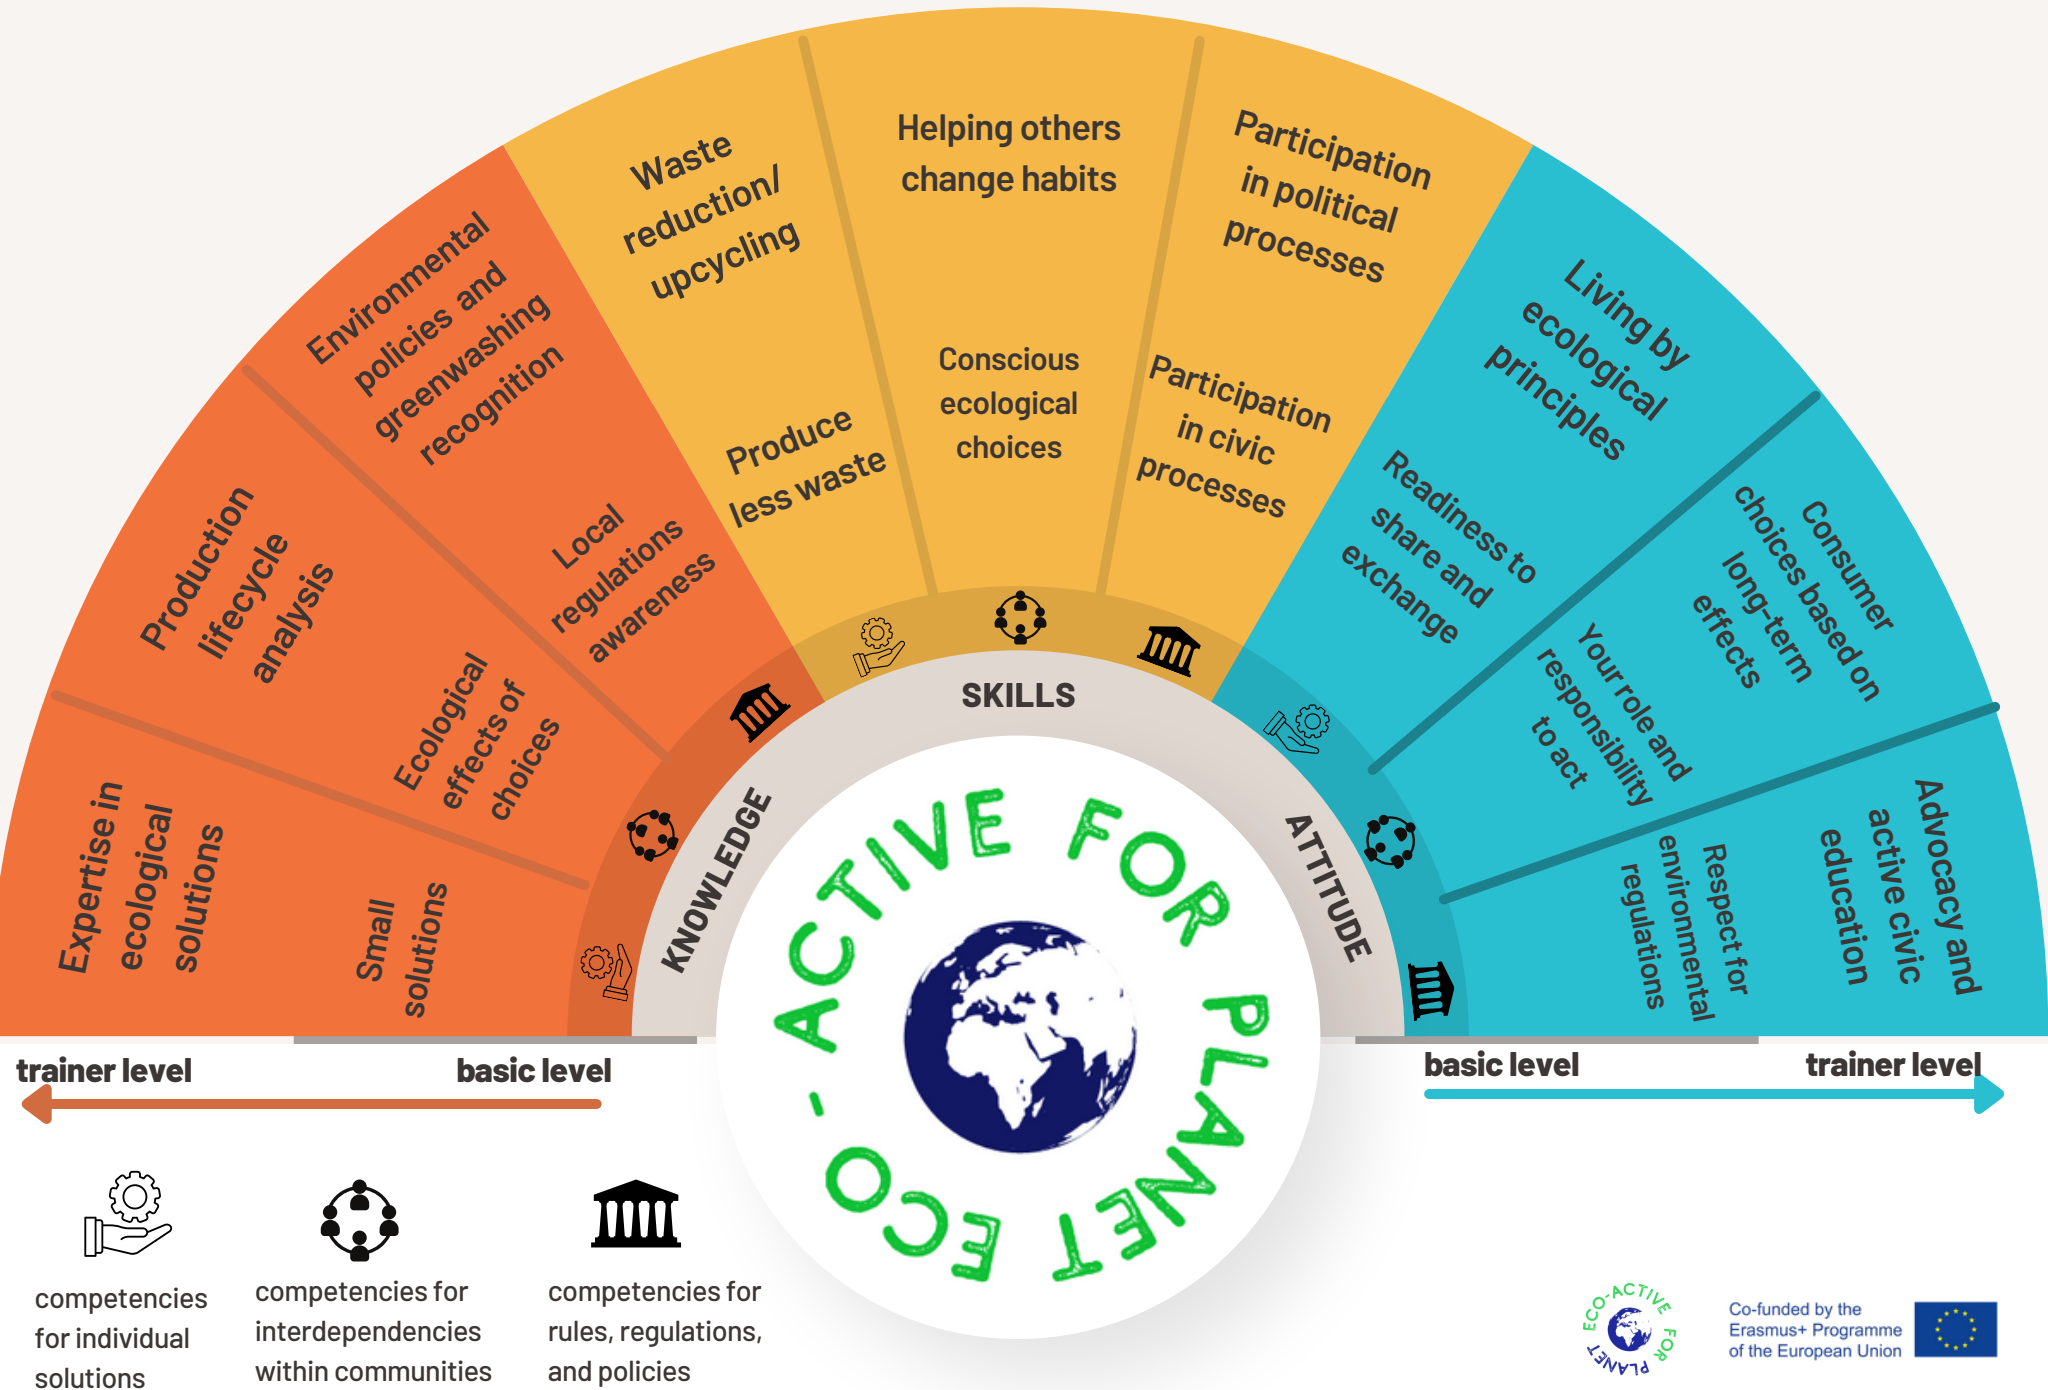 Expertise in
ecological
solutions
Small
solutions
Production
lifecycle
analysis
Ecological
effects of
choices
Environmental
policies and
greenwashing
recognition
Local
regulations
awareness
Waste
reduction/
upcycling
Produce
less waste
Helping others
change habits
Conscious
ecological
choices
Participation
in political
processes
Participation
in civic
processes
Living by
ecological
principles
Readiness to
share and
exchange
Consumer
choices based on
long-term
effects
Your role and
responsibility
to act
Advocacy and
active civic
education
Respect for
environmental
regulations
KNOWLEDGE
SKILLS
ATTITUDE
ECO-ACTIVE FOR PLANET
trainer level
basic level
basic level
trainer level
competencies
for individual
solutions
competencies for
interdependencies
within communities
competencies for
rules, regulations,
and policies
ECO-ACTIVE FOR PLANET
Co-funded by the
Erasmus+ Programme
of the European Union